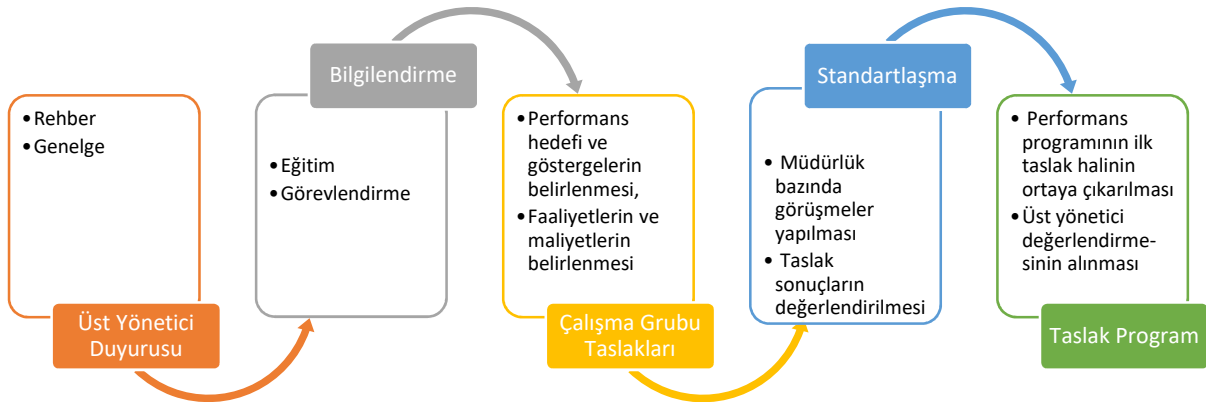 • Rehber
• Genelge
Üst Yönetici
Duyurusu
Bilgilendirme
• Eğitim
• Görevlendirme
• Performans
hedefi ve
göstergelerin
belirlenmesi,
• Faaliyetlerin ve
maliyetlerin
belirlenmesi
Çalışma Grubu
Taslakları
Standartlaşma
• Müdürlük
bazında
görüşmeler
yapılması
• Taslak
sonuçların
değerlendirilmesi
• Performans
programının ilk
taslak halinin
ortaya çıkarılması
• Üst yönetici
değerlendirme-
sinin alınması
Taslak Program